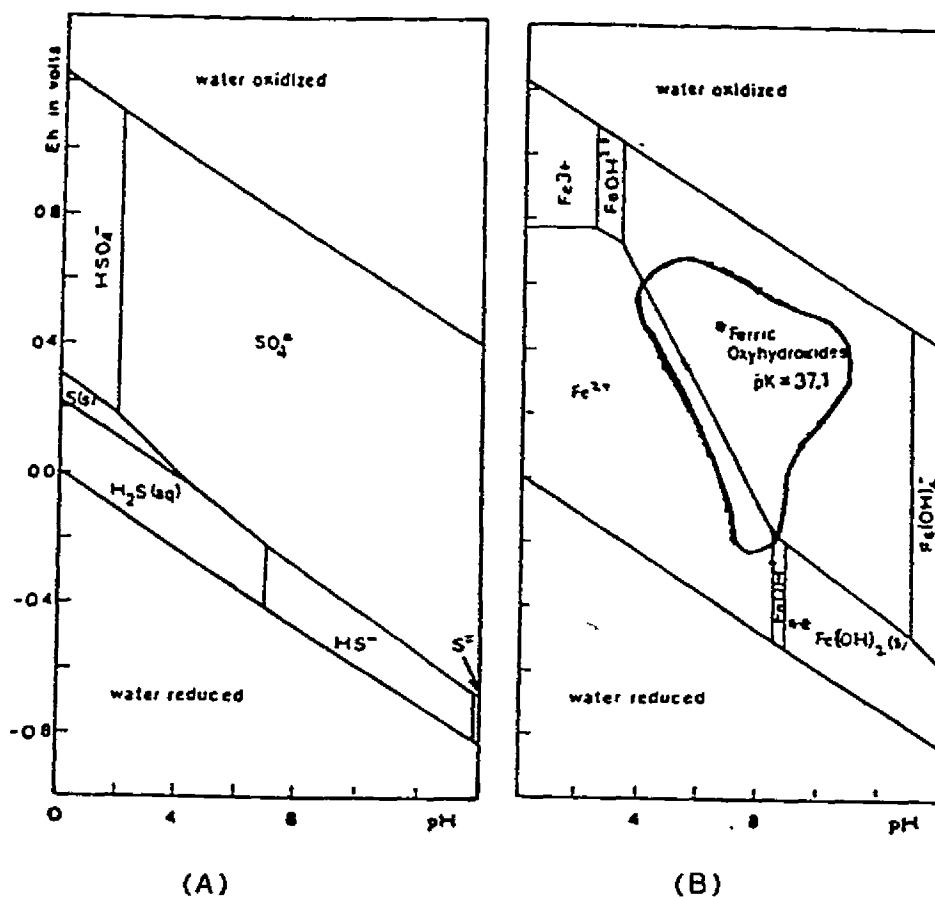 water oxidized
Eh in volts
0.8
HSO₄⁻
0.4
SO₄⁼
S(s)
0.0
H₂S(aq)
-0.4
HS⁻
S⁼
water reduced
-0.8
0
4
8
pH
(A)
water oxidized
Fe3+
*Ferric
Oxyhydroxides
pK = 37.1
Fe²⁺
**
Fe(OH)₂(s)
water reduced
4
8
pH
(B)